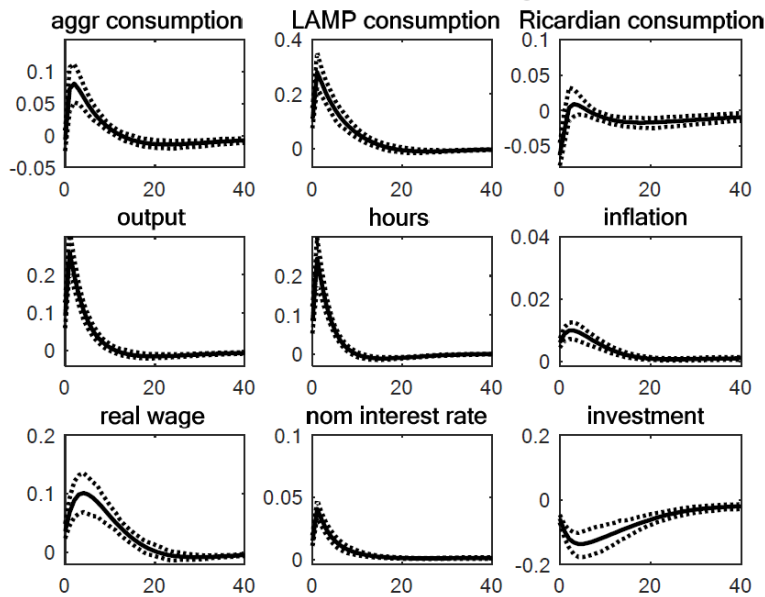 aggr consumption LAMP consumption Ricardian consumption
0.1 0.05 0 -0.05
0.4 0.2 0
0.1 0.05 0 -0.05
0 20 40 0 20 40 0 20 40
output hours inflation
0.2 0.1 0
0.2 0.1 0
0.04 0.02 0
0 20 40 0 20 40 0 20 40
real wage nom interest rate investment
0.2 0.1 0
0.1 0.05 0
0.2 0 -0.2
0 20 40 0 20 40 0 20 40